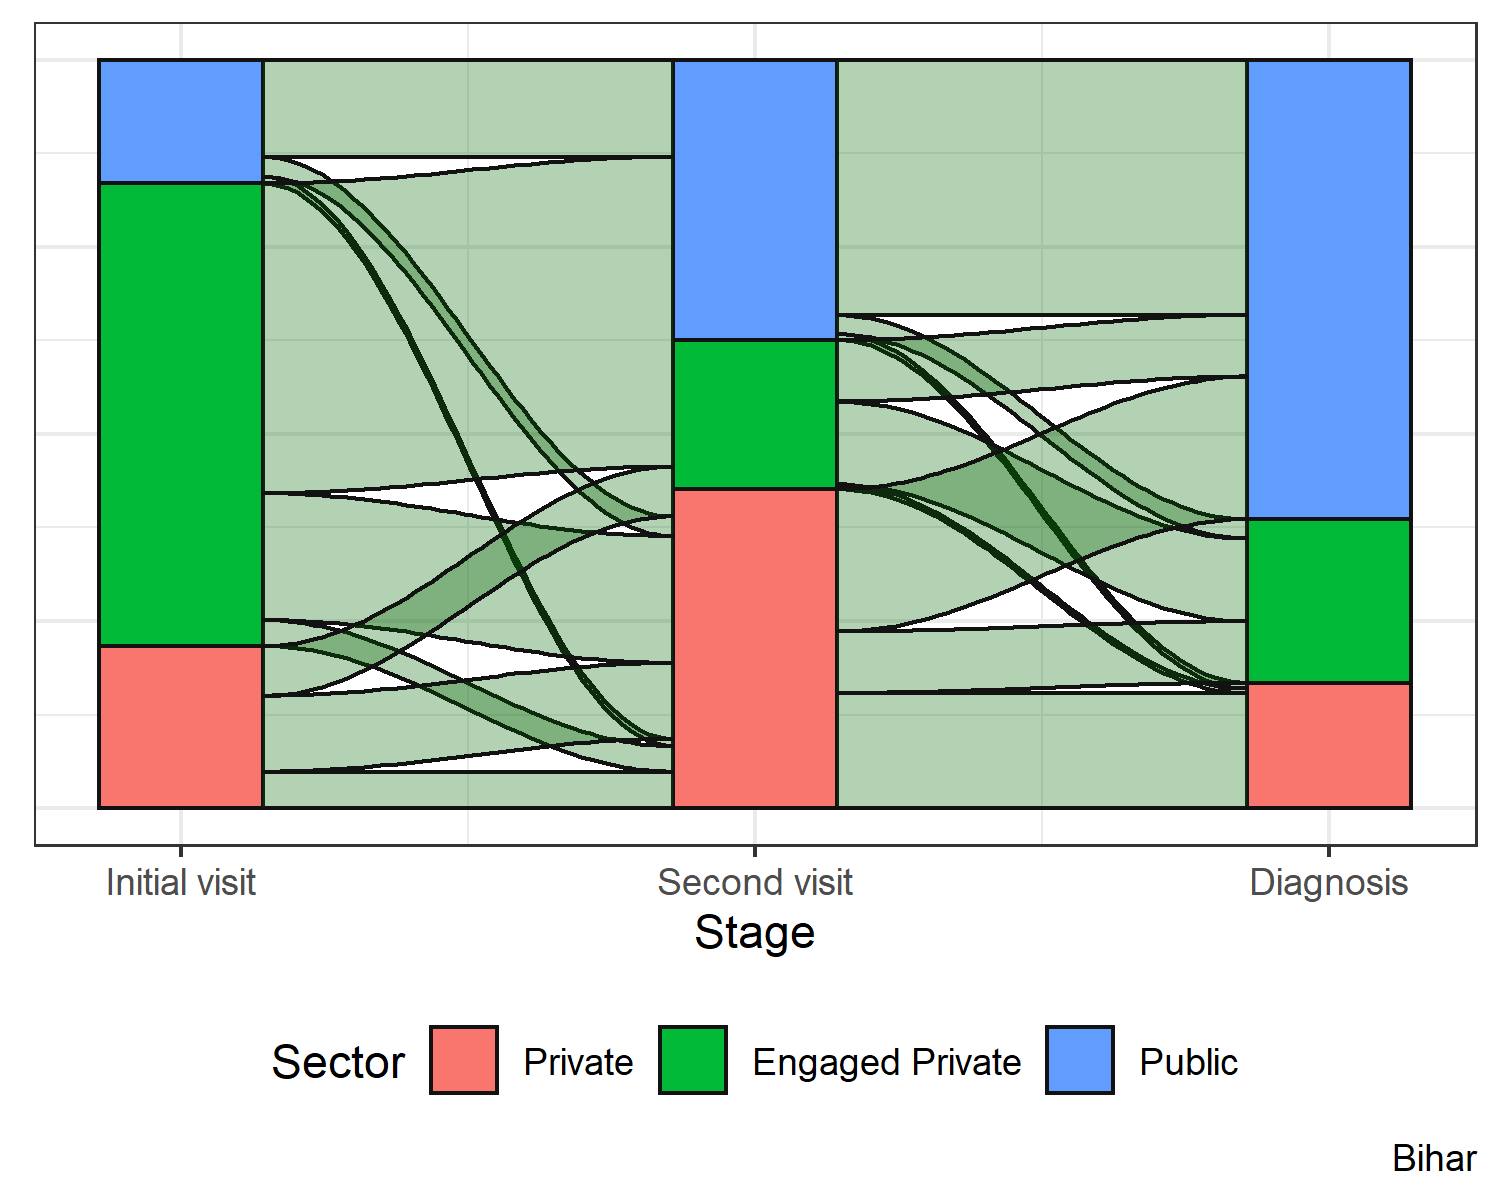 Initial visit Second visit Diagnosis
Stage
Sector Private Engaged Private Public
Bihar